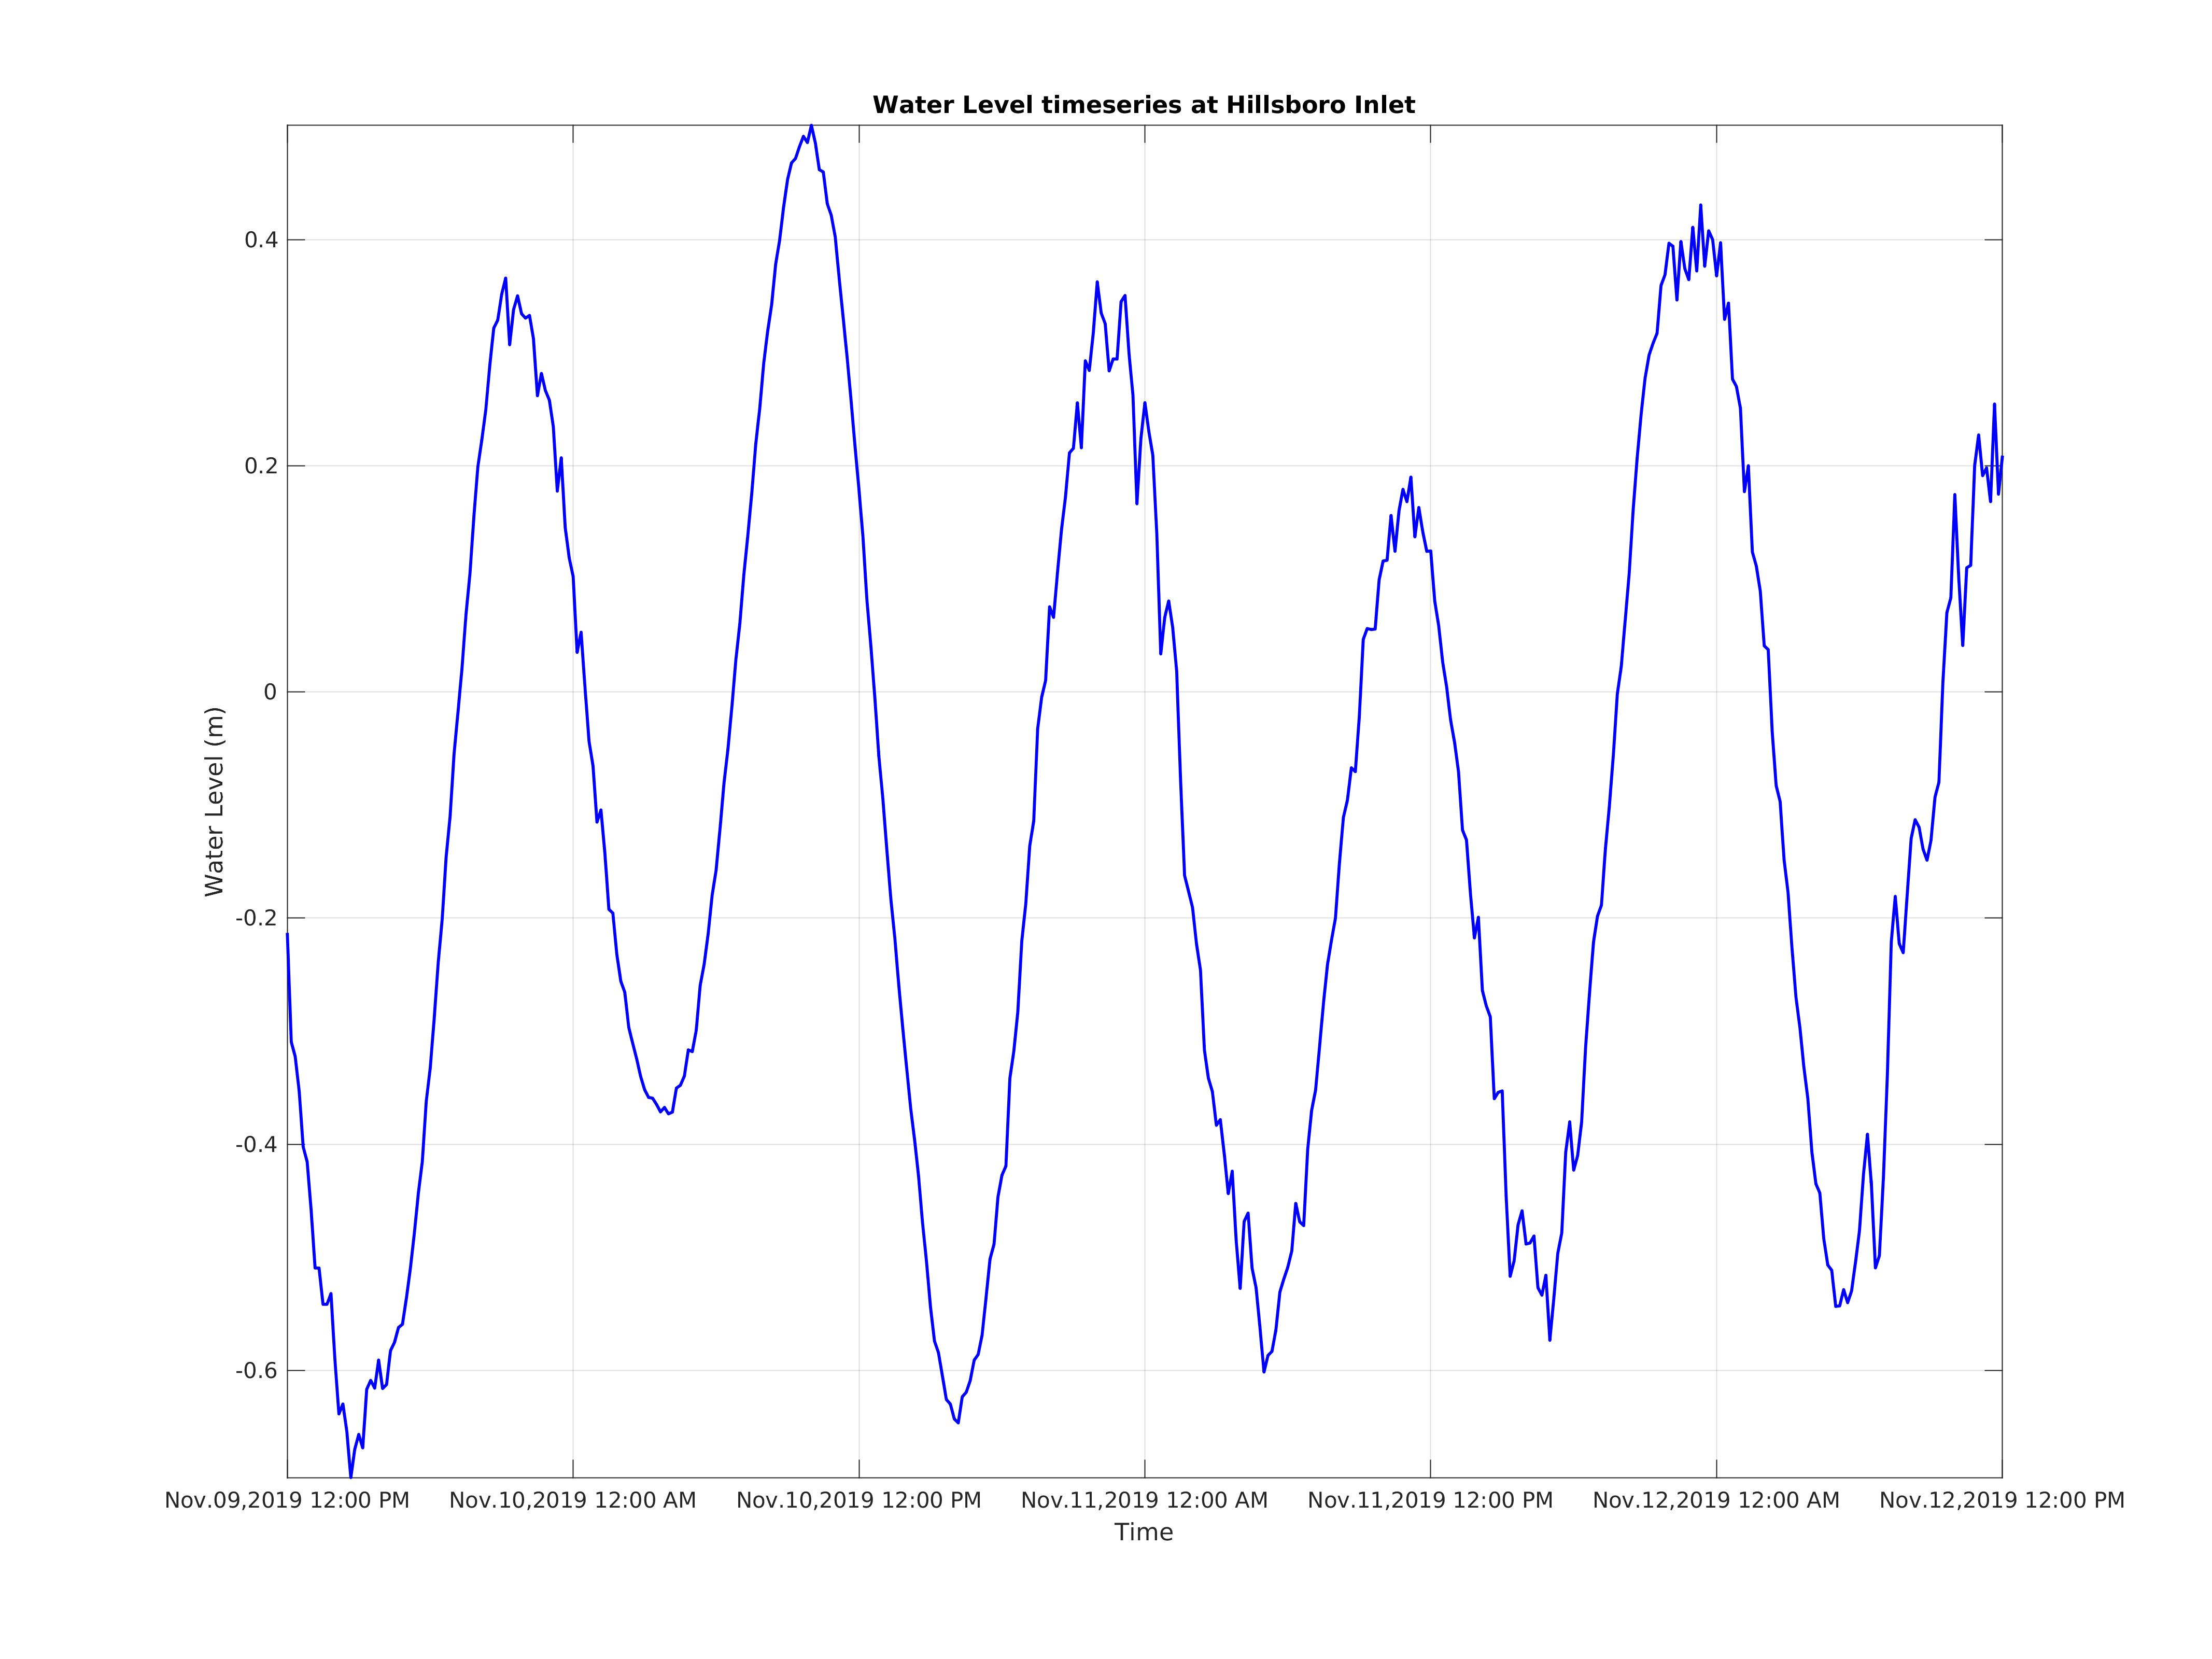 Water Level timeseries at Hillsboro Inlet
0.4
0.2
0
-0.2
-0.4
-0.6
Water Level (m)
Nov.09,2019 12:00 PM
Nov.10,2019 12:00 AM
Nov.10,2019 12:00 PM
Nov.11,2019 12:00 AM
Nov.11,2019 12:00 PM
Nov.12,2019 12:00 AM
Nov.12,2019 12:00 PM
Time